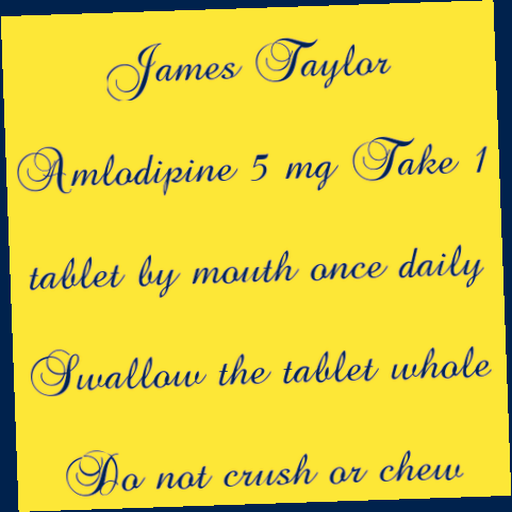 James Taylor
Amlodipine 5 mg Take 1
tablet by mouth once daily
Swallow the tablet whole
Do not crush or chew